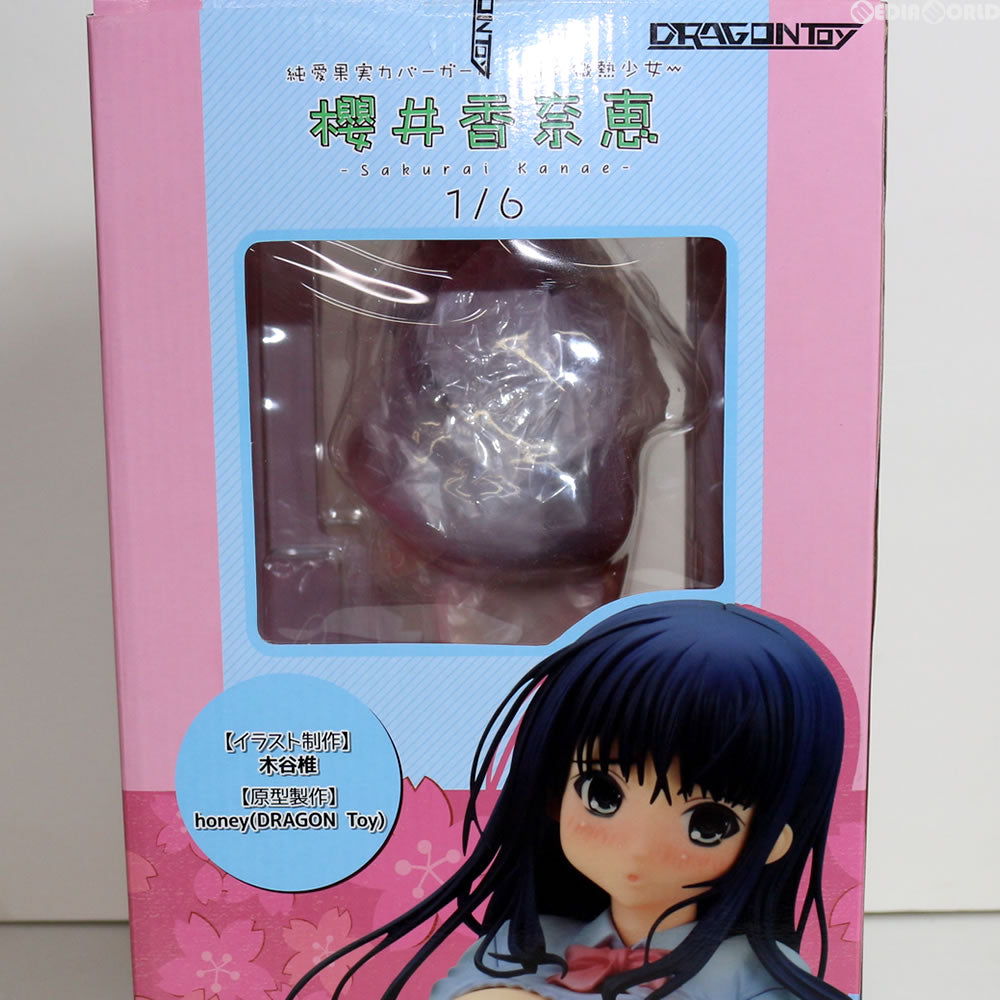 MEDIAWORLD
DRAGON Toy
純愛果実カバーガー 熱少女〜
櫻井香奈恵
-Sakurai Kanae-
1/6
【イラスト制作】
木谷椎
【原型製作】
honey(DRAGON Toy)